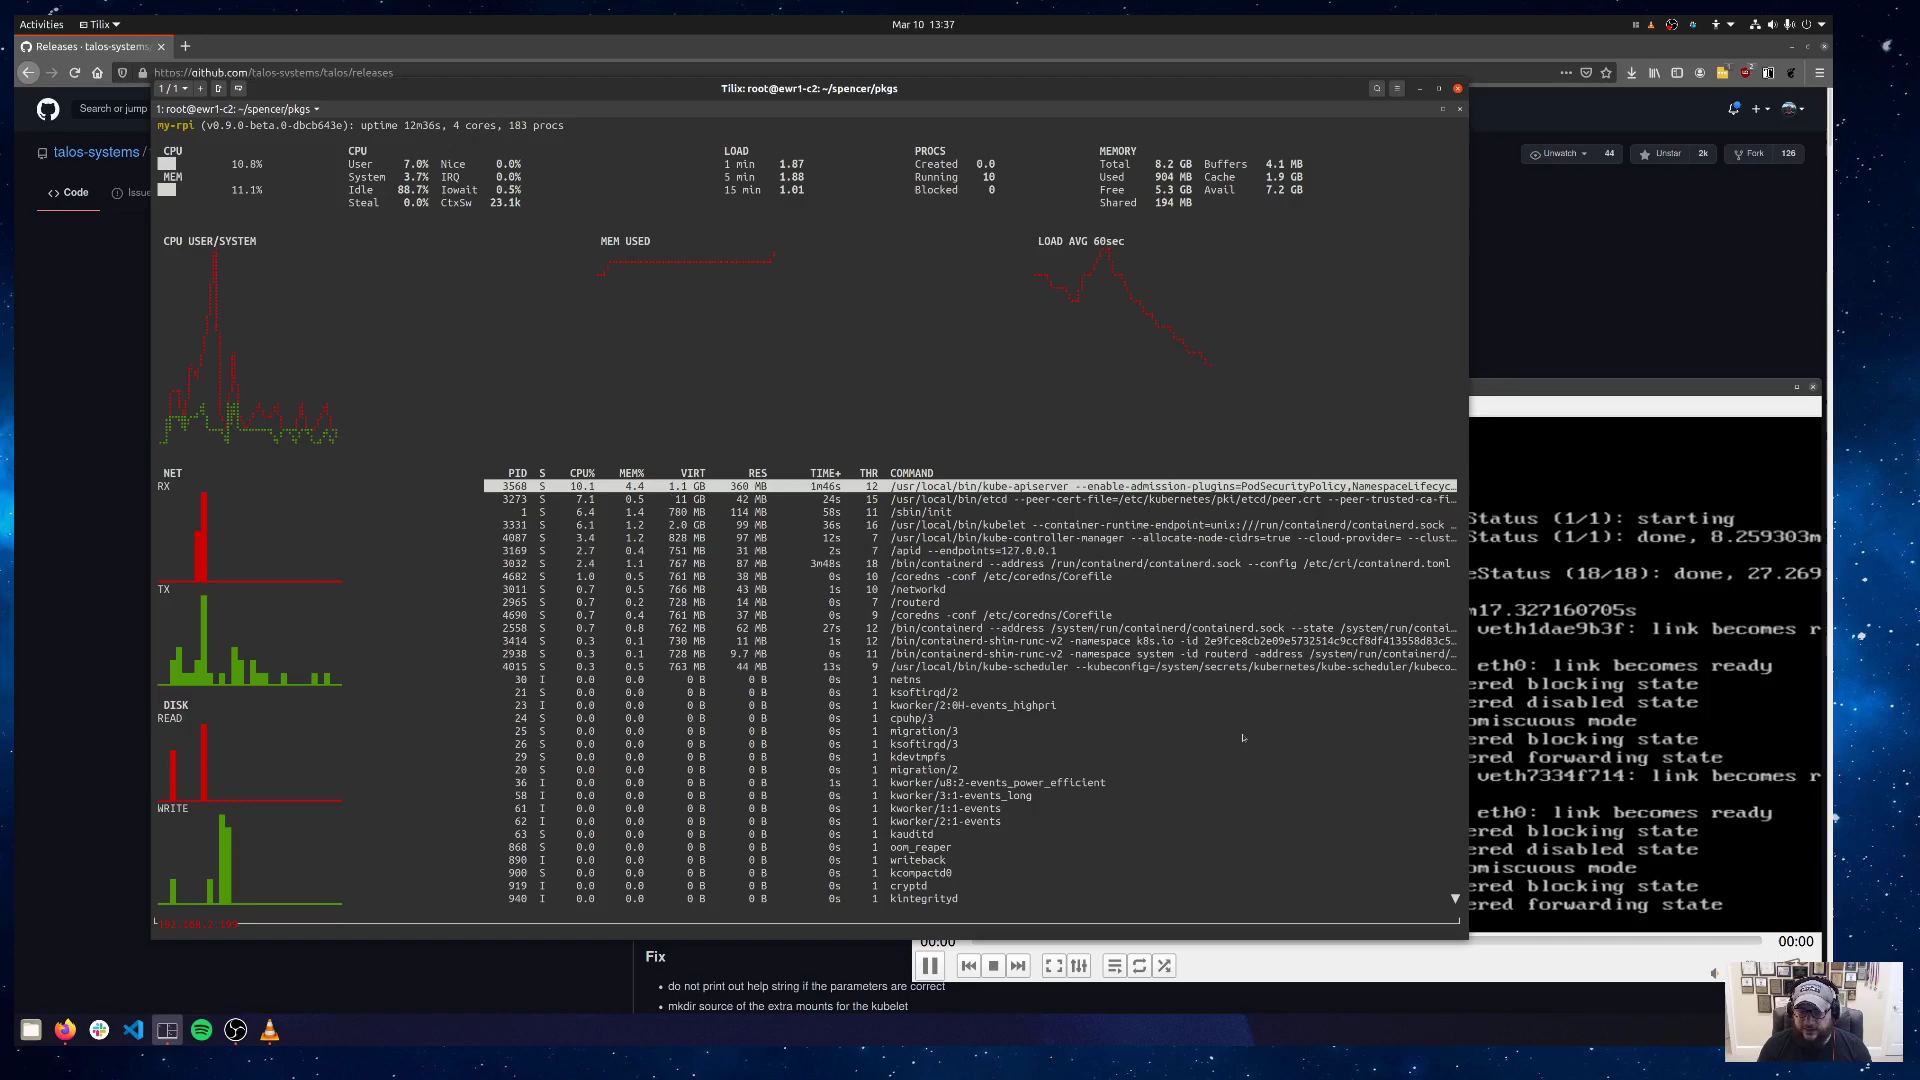 Activities
Tilix
Mar 10 13:37
Releases · talos-systems/
https://github.com/talos-systems/talos/releases
Search or jump
1 / 1
Tilix: root@ewr1-c2: ~/spencer/pkgs
1: root@ewr1-c2: ~/spencer/pkgs
my-rpi (v0.9.0-beta.0-dbcb643e): uptime 12m36s, 4 cores, 183 procs
talos-systems /
Unwatch 44 Unstar 2k Fork 126
Code Issue
CPU CPU LOAD PROCS MEMORY
10.8% User 7.0% Nice 0.0% 1 min 1.87 Created 0.0 Total 8.2 GB Buffers 4.1 MB
MEM System 3.7% IRQ 0.0% 5 min 1.88 Running 10 Used 904 MB Cache 1.9 GB
11.1% Idle 88.7% Iowait 0.5% 15 min 1.01 Blocked 0 Free 5.3 GB Avail 7.2 GB
Steal 0.0% CtxSw 23.1k Shared 194 MB
CPU USER/SYSTEM MEM USED LOAD AVG 60sec
NET
RX
TX
DISK
READ
WRITE
PID S CPU% MEM% VIRT RES TIME+ THR COMMAND
3568 S 10.1 4.4 1.1 GB 360 MB 1m46s 12 /usr/local/bin/kube-apiserver --enable-admission-plugins=PodSecurityPolicy,NamespaceLifecyc…
3273 S 7.1 0.5 11 GB 42 MB 24s 15 /usr/local/bin/etcd --peer-cert-file=/etc/kubernetes/pki/etcd/peer.crt --peer-trusted-ca-fi…
1 S 6.4 1.4 780 MB 114 MB 58s 11 /sbin/init
3331 S 6.1 1.2 2.0 GB 99 MB 36s 16 /usr/local/bin/kubelet --container-runtime-endpoint=unix:///run/containerd/containerd.sock …
4087 S 3.4 1.2 828 MB 97 MB 12s 7 /usr/local/bin/kube-controller-manager --allocate-node-cidrs=true --cloud-provider= --clust…
3169 S 2.7 0.4 751 MB 31 MB 2s 7 /apid --endpoints=127.0.0.1
3032 S 2.4 1.1 767 MB 87 MB 3m48s 18 /bin/containerd --address /run/containerd/containerd.sock --config /etc/cri/containerd.toml
4682 S 1.0 0.5 761 MB 38 MB 0s 10 /coredns -conf /etc/coredns/Corefile
3011 S 0.7 0.5 766 MB 43 MB 1s 10 /networkd
2965 S 0.7 0.2 728 MB 14 MB 0s 7 /routerd
4690 S 0.7 0.4 761 MB 37 MB 0s 9 /coredns -conf /etc/coredns/Corefile
2558 S 0.7 0.8 762 MB 62 MB 27s 12 /bin/containerd --address /system/run/containerd/containerd.sock --state /system/run/contai…
3414 S 0.3 0.1 730 MB 11 MB 1s 12 /bin/containerd-shim-runc-v2 -namespace k8s.io -id 2e9fce8cb2e09e5732514c9ccf8df413558d83c5…
2938 S 0.3 0.1 728 MB 9.7 MB 0s 11 /bin/containerd-shim-runc-v2 -namespace system -id routerd -address /system/run/containerd/…
4015 S 0.3 0.5 763 MB 44 MB 13s 9 /usr/local/bin/kube-scheduler --kubeconfig=/system/secrets/kubernetes/kube-scheduler/kubeco…
30 I 0.0 0.0 0 B 0 B 0s 1 netns
21 S 0.0 0.0 0 B 0 B 0s 1 ksoftirqd/2
23 I 0.0 0.0 0 B 0 B 0s 1 kworker/2:0H-events_highpri
24 S 0.0 0.0 0 B 0 B 0s 1 cpuhp/3
25 S 0.0 0.0 0 B 0 B 0s 1 migration/3
26 S 0.0 0.0 0 B 0 B 0s 1 ksoftirqd/3
29 S 0.0 0.0 0 B 0 B 0s 1 kdevtmpfs
20 S 0.0 0.0 0 B 0 B 0s 1 migration/2
36 I 0.0 0.0 0 B 0 B 1s 1 kworker/u8:2-events_power_efficient
58 I 0.0 0.0 0 B 0 B 0s 1 kworker/3:1-events_long
61 I 0.0 0.0 0 B 0 B 0s 1 kworker/1:1-events
62 I 0.0 0.0 0 B 0 B 0s 1 kworker/2:1-events
63 S 0.0 0.0 0 B 0 B 0s 1 kauditd
868 S 0.0 0.0 0 B 0 B 0s 1 oom_reaper
890 I 0.0 0.0 0 B 0 B 0s 1 writeback
900 S 0.0 0.0 0 B 0 B 0s 1 kcompactd0
919 I 0.0 0.0 0 B 0 B 0s 1 cryptd
940 I 0.0 0.0 0 B 0 B 0s 1 kintegrityd
192.168.2.199
Status (1/1): starting
Status (1/1): done, 8.259303m
eStatus (18/18): done, 27.269
m17.327160705s
veth1dae9b3f: link becomes r
eth0: link becomes ready
ered blocking state
ered disabled state
omiscuous mode
ered blocking state
ered forwarding state
veth7334f714: link becomes r
eth0: link becomes ready
ered blocking state
ered disabled state
omiscuous mode
ered blocking state
ered forwarding state
00:00 00:00
Fix
do not print out help string if the parameters are correct
mkdir source of the extra mounts for the kubelet